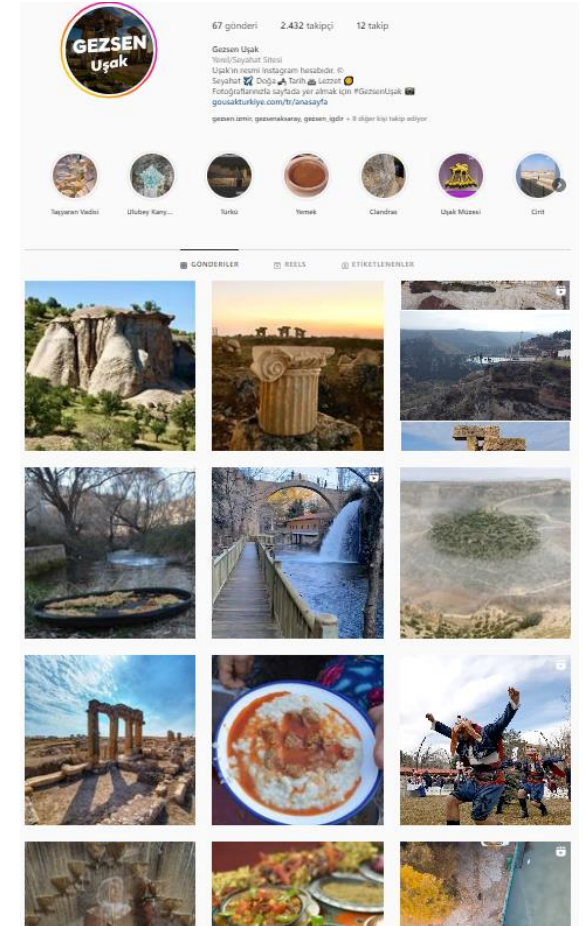 GEZSEN
Uşak
67 gönderi 2.432 takipçi 12 takip
Gezsen Uşak
Yerel/Seyahat Sitesi
Uşak'ın resmi Instagram hesabıdır. ©
Seyahat Doğa Tarih Lezzet
Fotoğraflarınızla sayfada yer almak için #GezsenUşak
gousakturkiye.com/tr/anasayfa
gezsen.izmir, gezsenaksaray, gezsen_igdir + 8 diğer kişi takip ediyor
Taşyaran Vadisi Ulubey Kany... Türkü Yemek Clandras Uşak Müzesi Cirit
GÖNDERİLER REELS ETİKETLENENLER